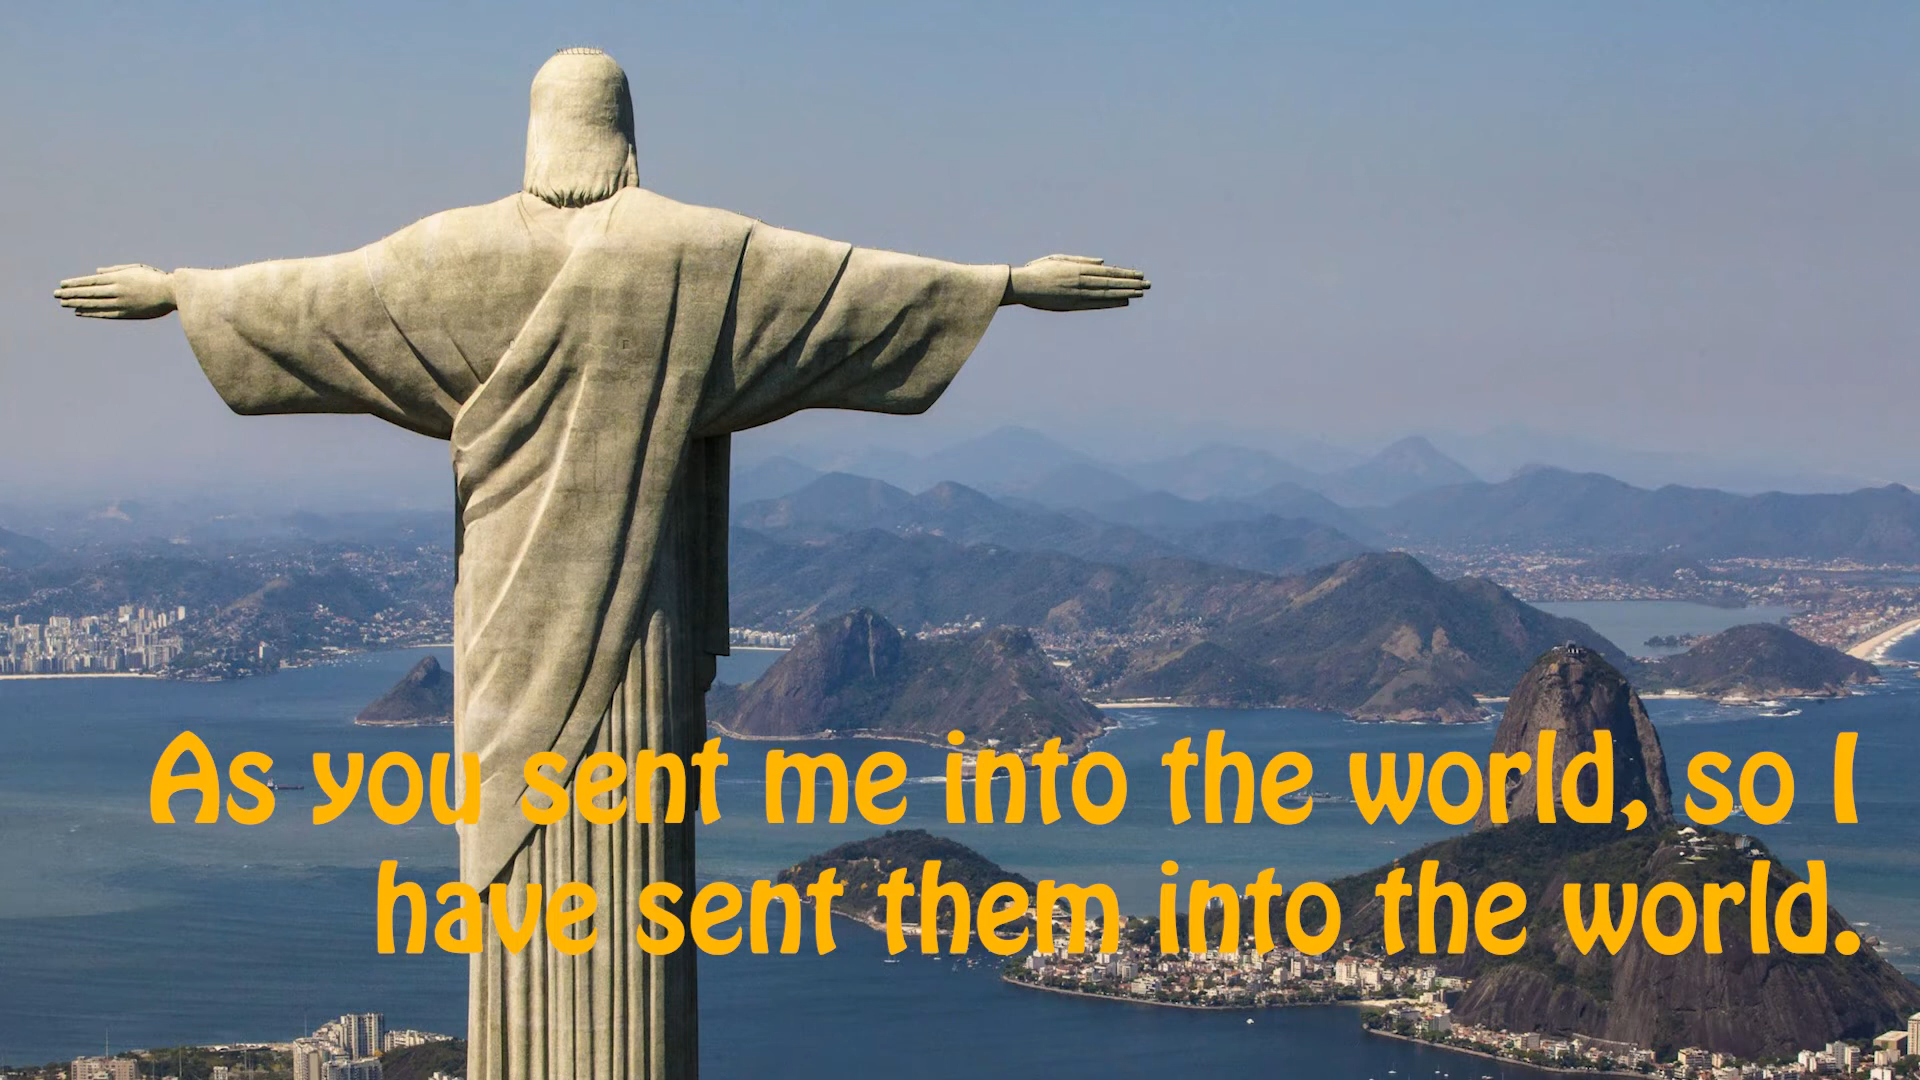 As you sent me into the world, so I
have sent them into the world.